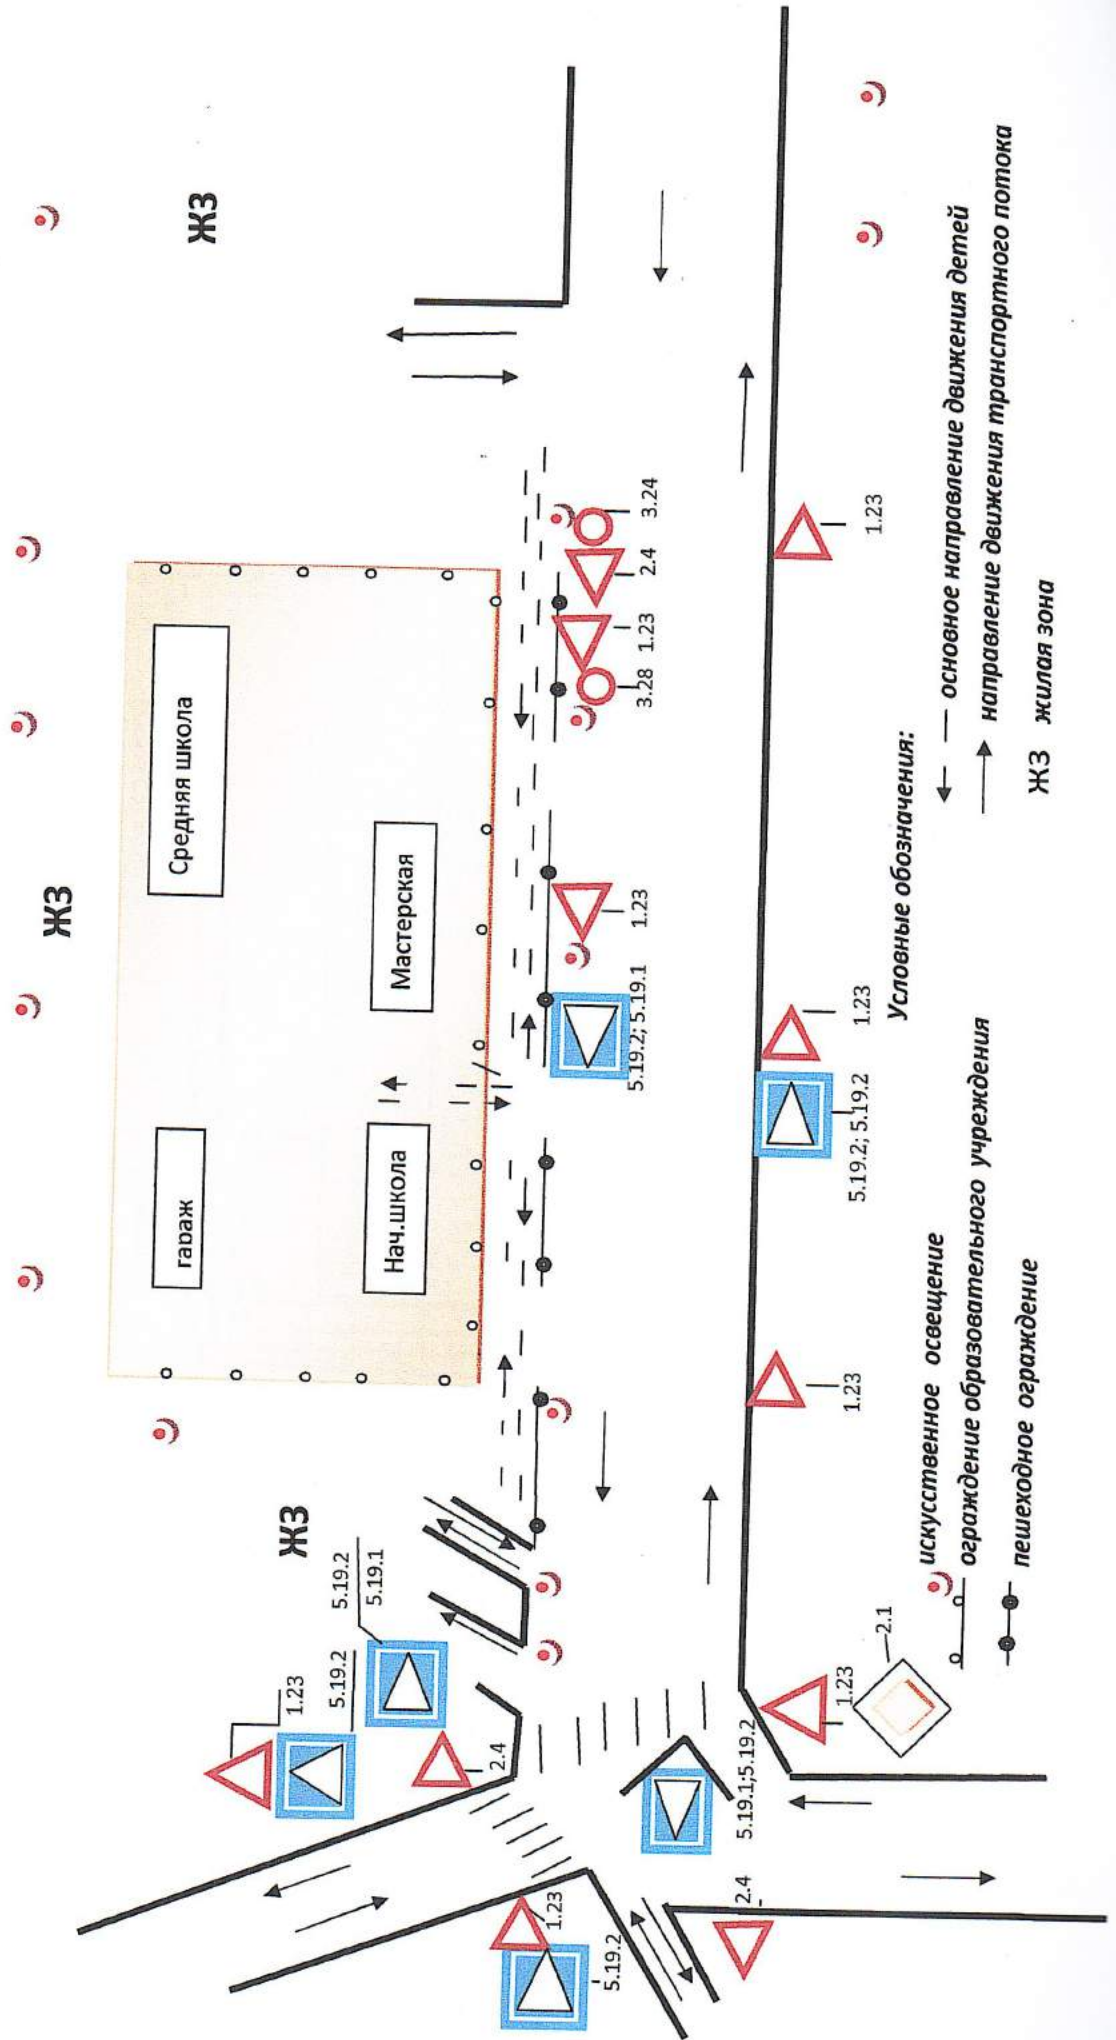 ЖЗ
ЖЗ
ЖЗ
гараж
Средняя школа
Нач.школа
Мастерская
1.23
5.19.2
5.19.2
5.19.1
2.4
5.19.2; 5.19.1
1.23
3.28
1.23
2.4
3.24
1.23
5.19.2
5.19.1;5.19.2
2.4
1.23
2.1
1.23
5.19.2; 5.19.2
1.23
1.23
Условные обозначения:
основное направление движения детей
направление движения транспортного потока
ЖЗ жилая зона
искусственное освещение
ограждение образовательного учреждения
пешеходное ограждение